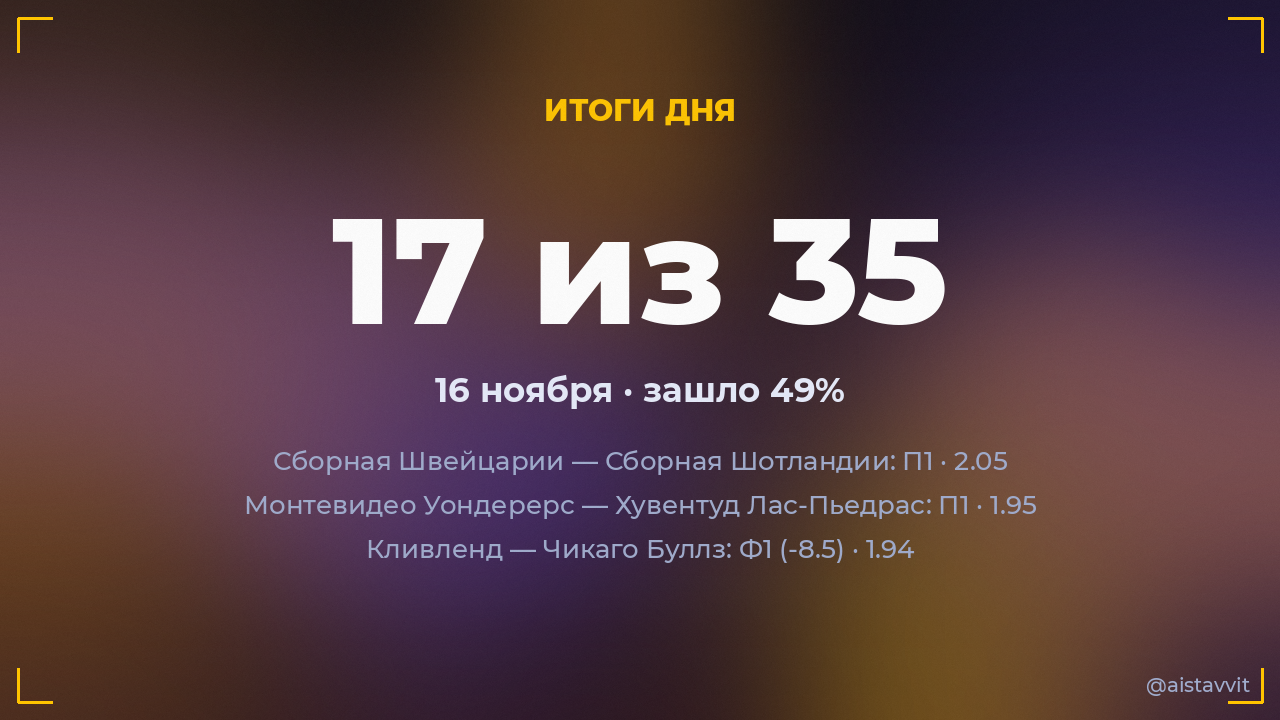 ИТОГИ ДНЯ
17 из 35
16 ноября · зашло 49%
Сборная Швейцарии — Сборная Шотландии: П1 · 2.05
Монтевидео Уондерерс — Хувентуд Лас-Пьедрас: П1 · 1.95
Кливленд — Чикаго Буллз: Ф1 (-8.5) · 1.94
@aistavvit